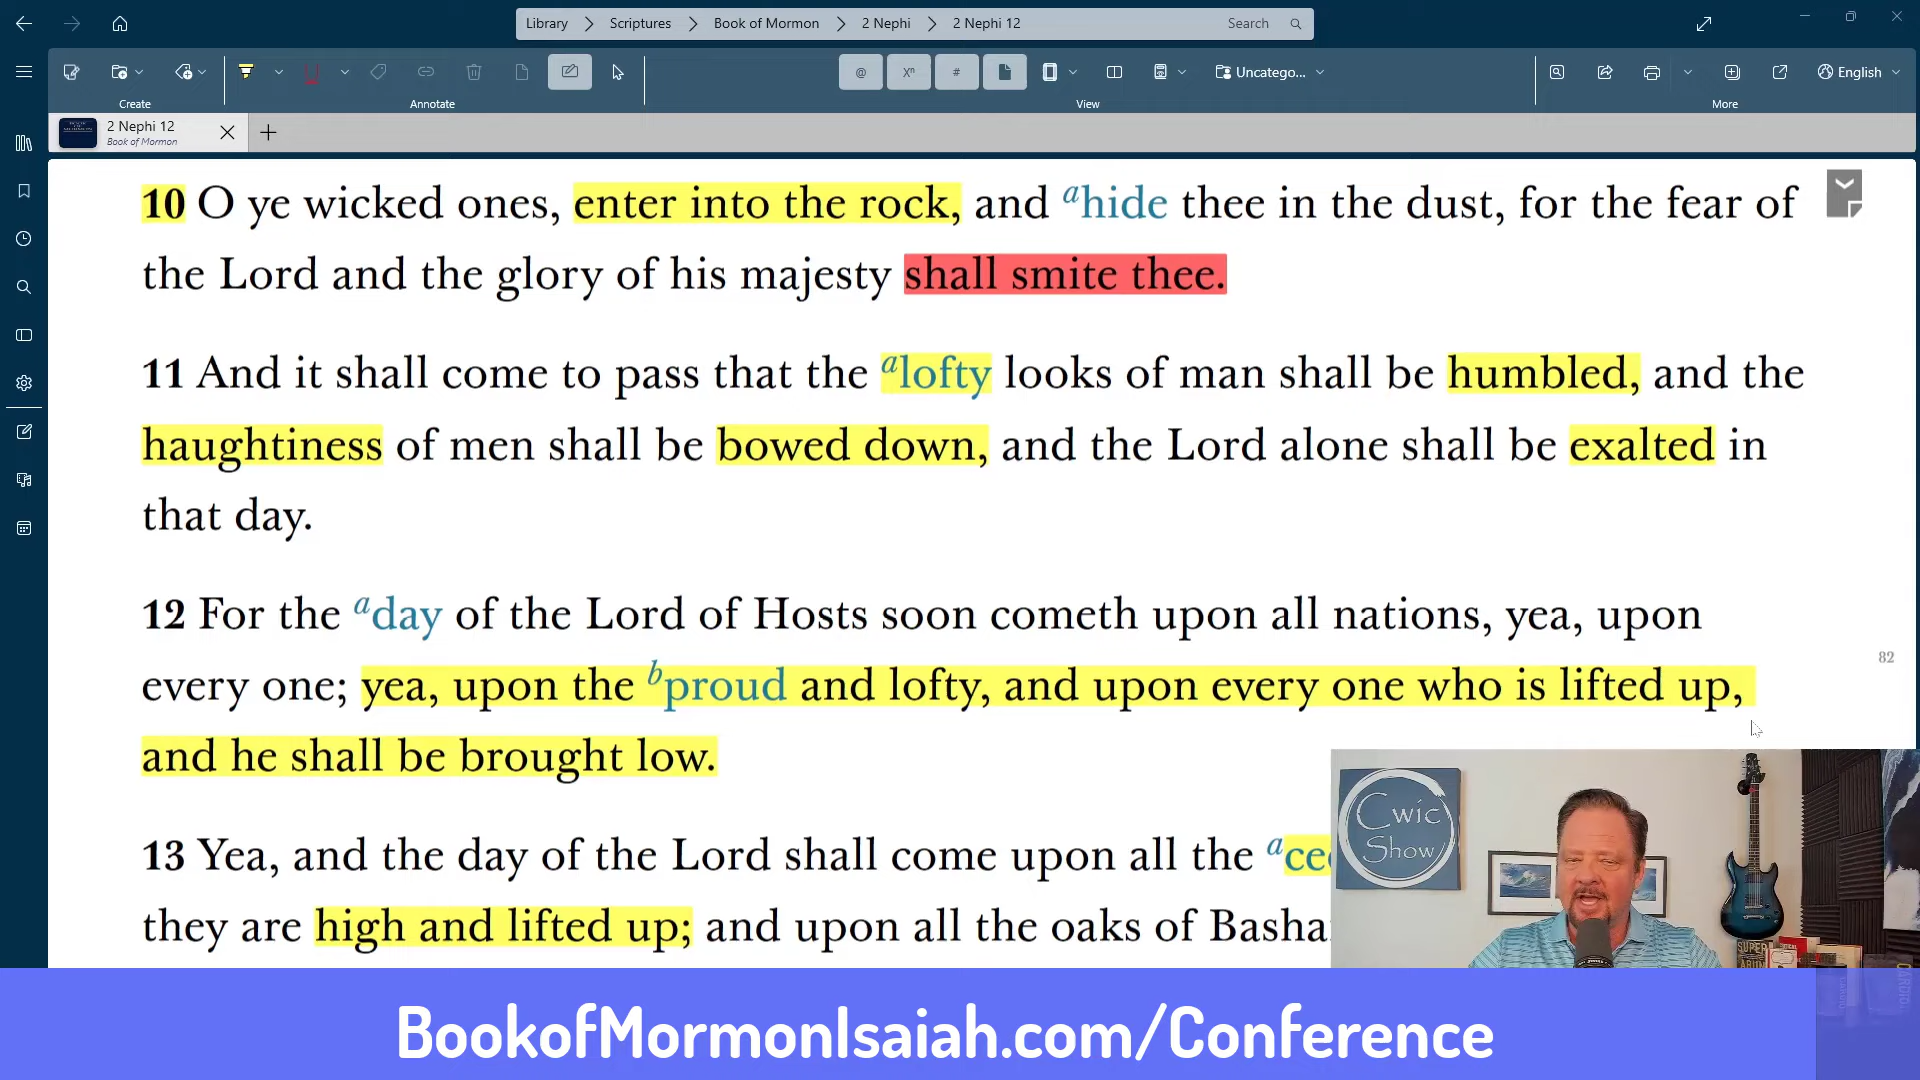 Library
Scriptures
Book of Mormon
2 Nephi
2 Nephi 12
Search
@
Xⁿ
#
Uncatego...
English
Create
Annotate
View
More
2 Nephi 12
Book of Mormon
10 O ye wicked ones, enter into the rock, and a hide thee in the dust, for the fear of
the Lord and the glory of his majesty shall smite thee.
11 And it shall come to pass that the a lofty looks of man shall be humbled, and the
haughtiness of men shall be bowed down, and the Lord alone shall be exalted in
that day.
12 For the a day of the Lord of Hosts soon cometh upon all nations, yea, upon
every one; yea, upon the b proud and lofty, and upon every one who is lifted up,
and he shall be brought low.
82
13 Yea, and the day of the Lord shall come upon all the a
they are high and lifted up; and upon all the oaks of
Cwic
Show
SUPER
BookofMormonIsaiah.com/Conference